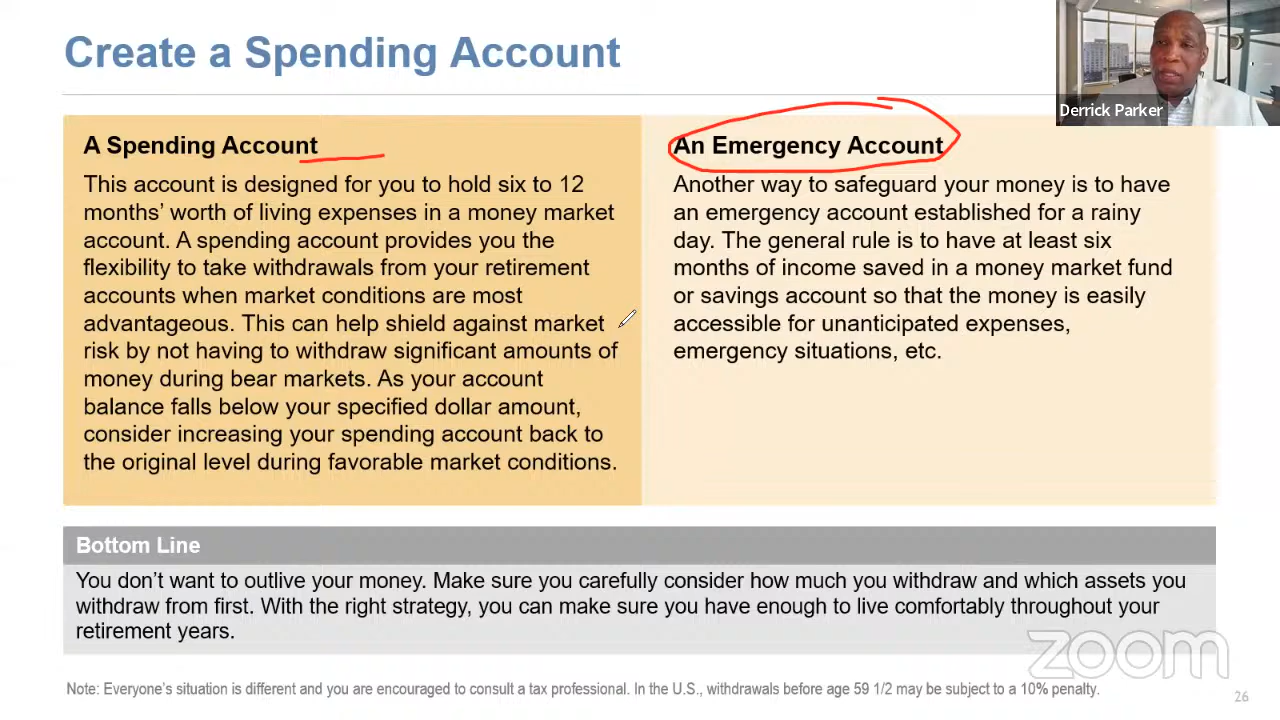 Create a Spending Account
Derrick Parker
A Spending Account
This account is designed for you to hold six to 12
months’ worth of living expenses in a money market
account. A spending account provides you the
flexibility to take withdrawals from your retirement
accounts when market conditions are most
advantageous. This can help shield against market
risk by not having to withdraw significant amounts of
money during bear markets. As your account
balance falls below your specified dollar amount,
consider increasing your spending account back to
the original level during favorable market conditions.
An Emergency Account
Another way to safeguard your money is to have
an emergency account established for a rainy
day. The general rule is to have at least six
months of income saved in a money market fund
or savings account so that the money is easily
accessible for unanticipated expenses,
emergency situations, etc.
Bottom Line
You don’t want to outlive your money. Make sure you carefully consider how much you withdraw and which assets you
withdraw from first. With the right strategy, you can make sure you have enough to live comfortably throughout your
retirement years.
zoom
Note: Everyone’s situation is different and you are encouraged to consult a tax professional. In the U.S., withdrawals before age 59 1/2 may be subject to a 10% penalty.
26